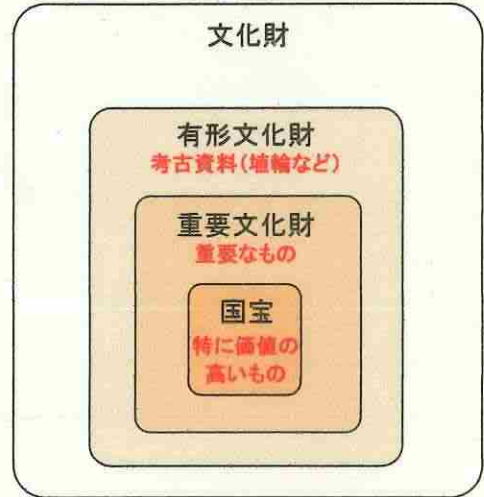 文化財
有形文化財
考古資料(埴輪など)
重要文化財
重要なもの
国宝
特に価値の
高いもの